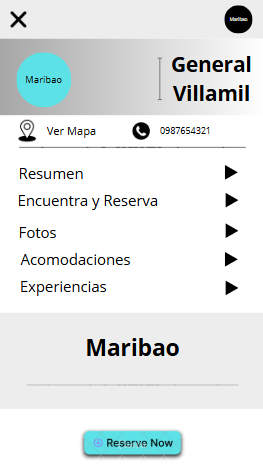 Maribao
General
Villamil
Maribao
Ver Mapa
0987654321
Resumen
Encuentra y Reserva
Fotos
Acomodaciones
Experiencias
Maribao
Reserve Now